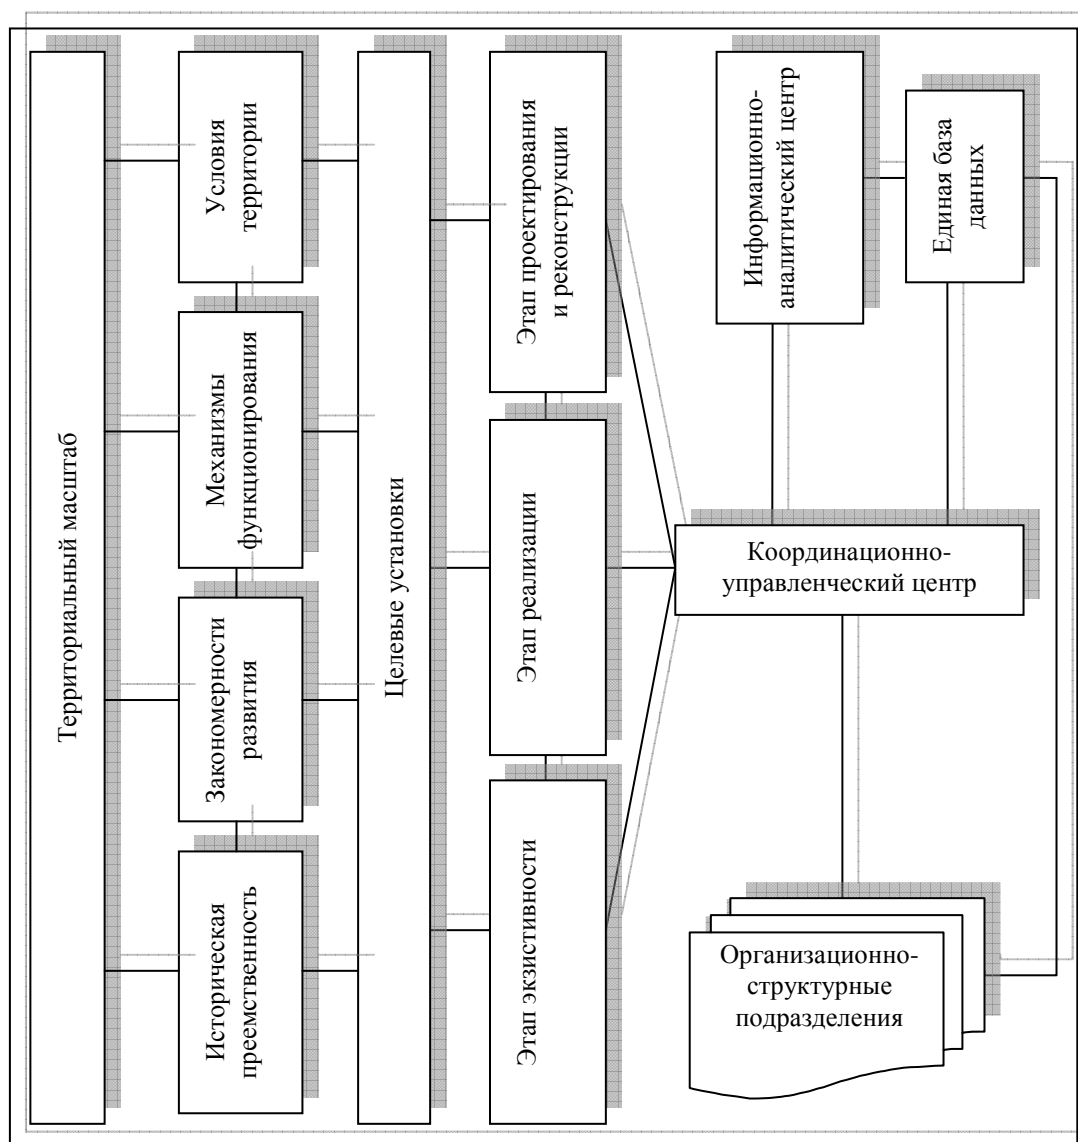 Территориальный масштаб
Историческая
преемственность
Закономерности
развития
Механизмы
функционирования
Условия
территории
Целевые установки
Этап экзистивности
Этап реализации
Этап проектирования
и реконструкции
Координационно-
управленческий центр
Информационно-
аналитический центр
Единая база
данных
Организационно-
структурные
подразделения